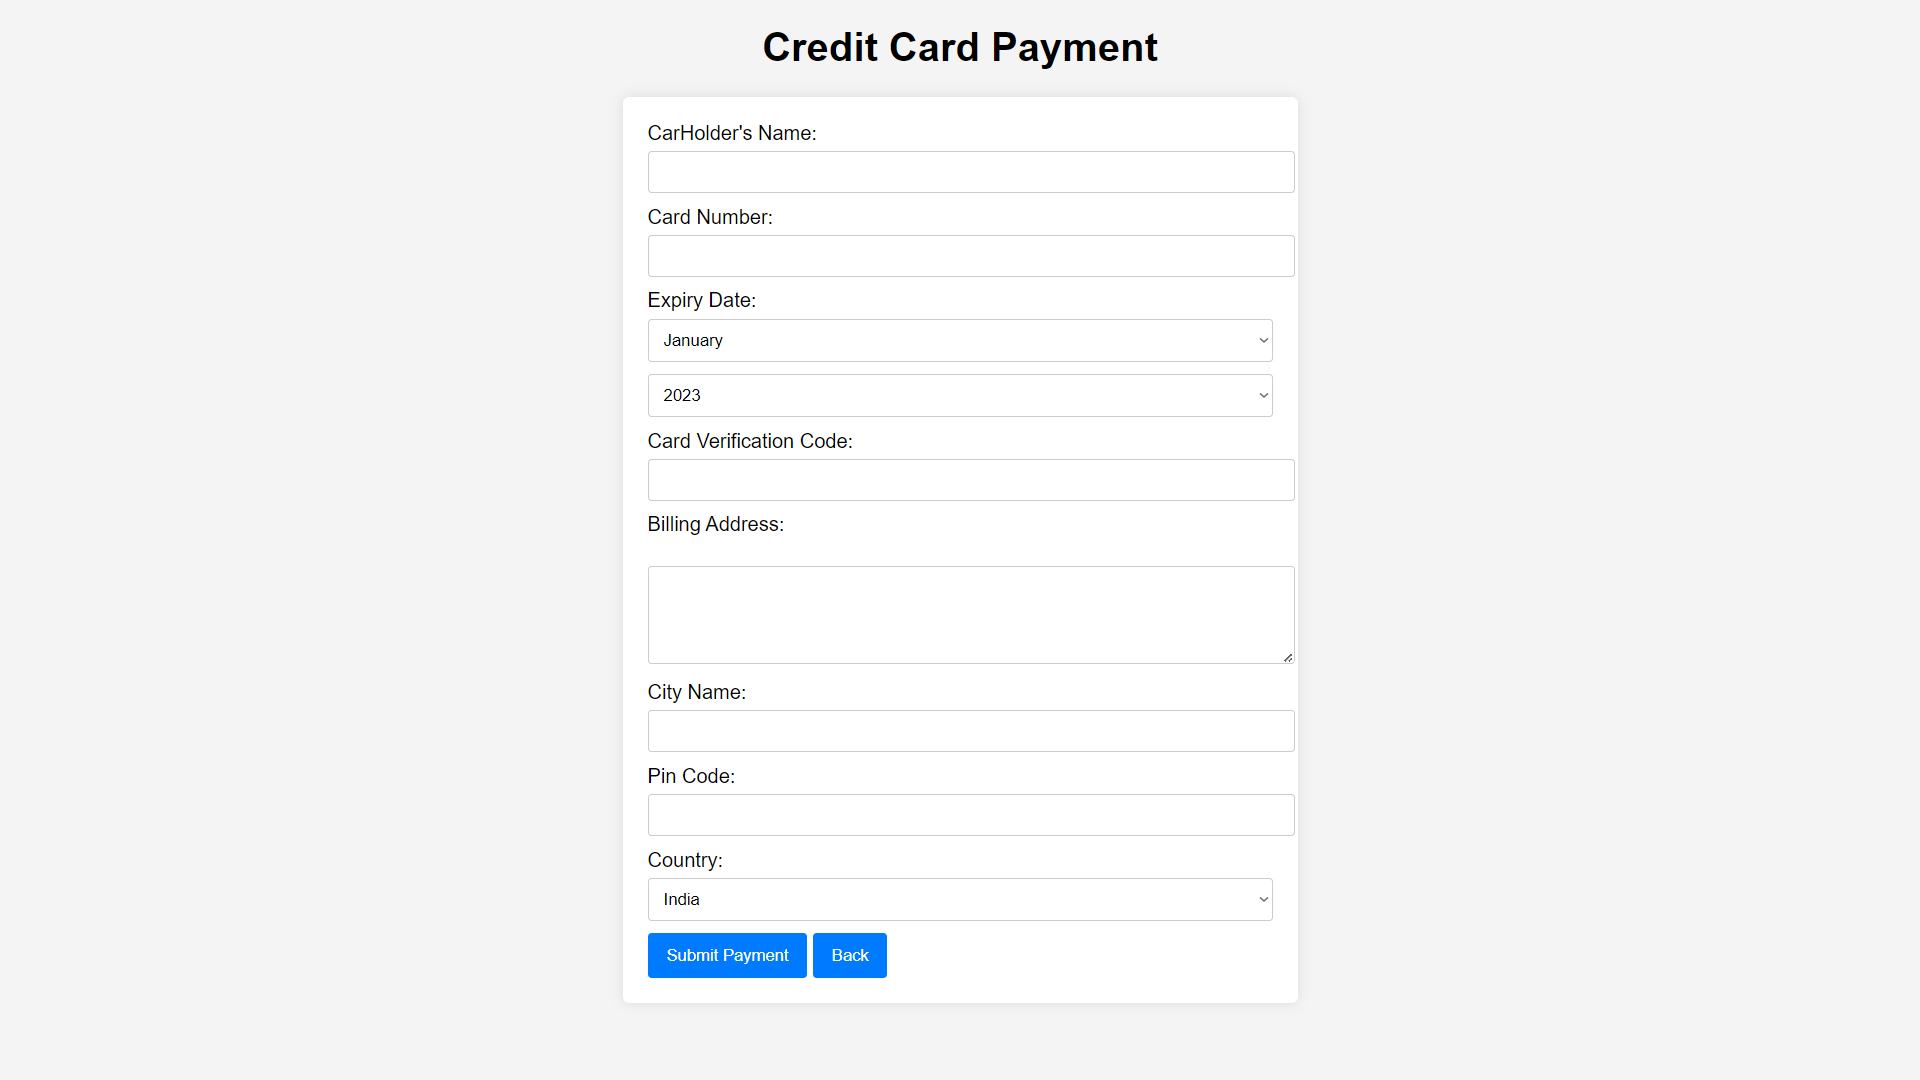 Credit Card Payment
CarHolder's Name:
Card Number:
Expiry Date:
January
2023
Card Verification Code:
Billing Address:
City Name:
Pin Code:
Country:
India
Submit Payment Back